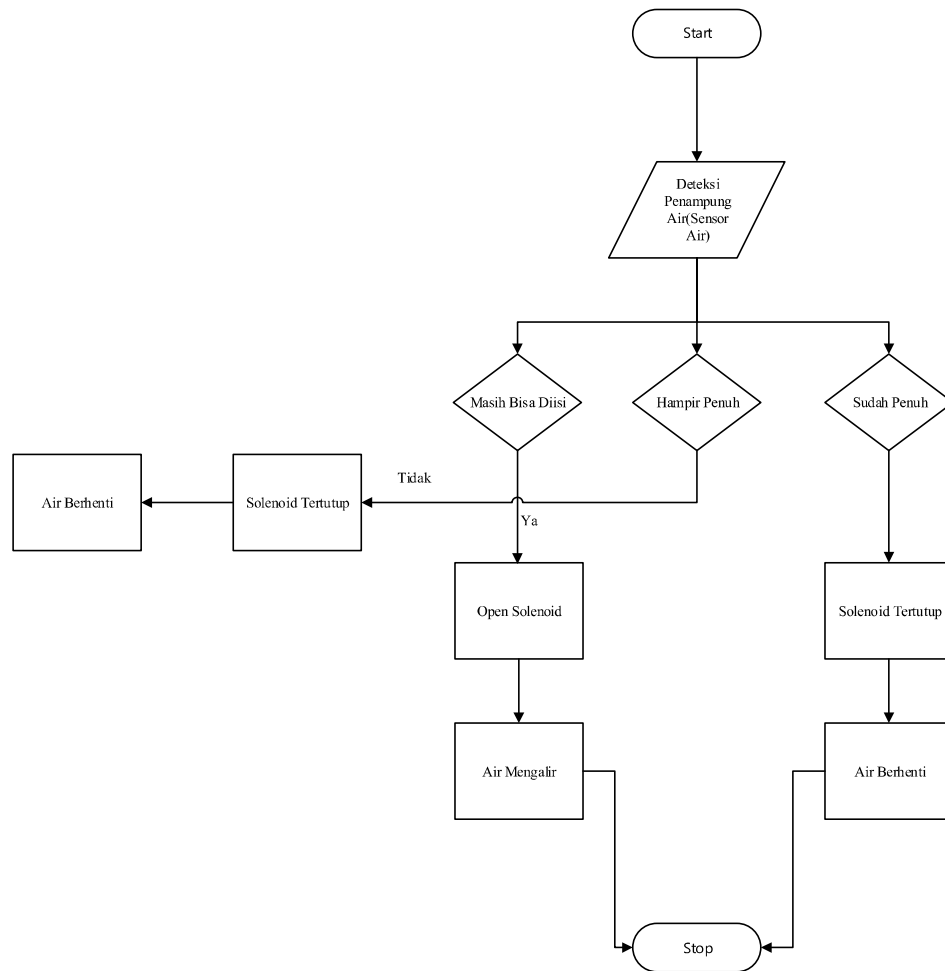 Start
Deteksi
Penampung
Air(Sensor
Air)
Masih Bisa Diisi
Hampir Penuh
Sudah Penuh
Tidak
Air Berhenti
Solenoid Tertutup
Ya
Open Solenoid
Solenoid Tertutup
Air Mengalir
Air Berhenti
Stop